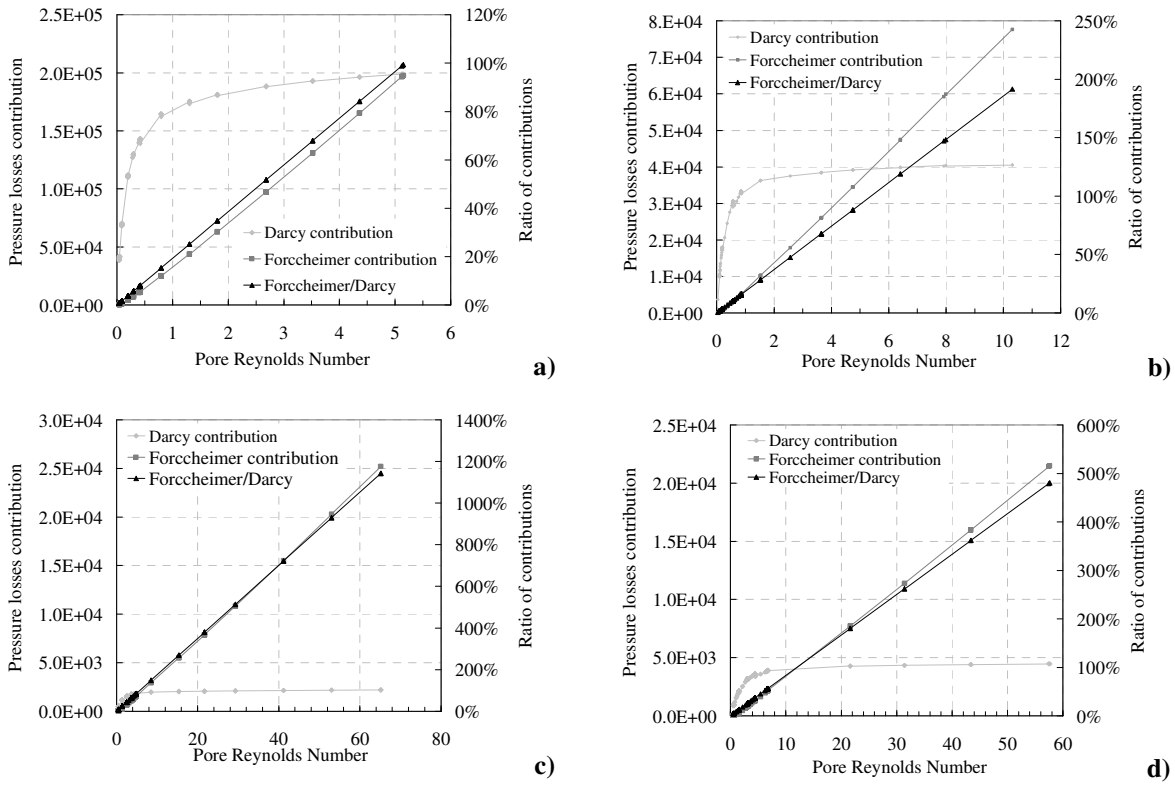 Pressure losses contribution
2.5E+05
2.0E+05
1.5E+05
1.0E+05
5.0E+04
0.0E+00
0 1 2 3 4 5 6
Pore Reynolds Number
120%
100%
80%
60%
40%
20%
0%
Ratio of contributions
Darcy contribution
Forccheimer contribution
Forccheimer/Darcy
a)
Pressure losses contribution
8.E+04
7.E+04
6.E+04
5.E+04
4.E+04
3.E+04
2.E+04
1.E+04
0.E+00
0 2 4 6 8 10 12
Pore Reynolds Number
250%
200%
150%
100%
50%
0%
Ratio of contributions
Darcy contribution
Forccheimer contribution
Forccheimer/Darcy
b)
Pressure losses contribution
3.0E+04
2.5E+04
2.0E+04
1.5E+04
1.0E+04
5.0E+03
0.0E+00
0 20 40 60 80
Pore Reynolds Number
1400%
1200%
1000%
800%
600%
400%
200%
0%
Ratio of contributions
Darcy contribution
Forccheimer contribution
Forccheimer/Darcy
c)
Pressure losses contribution
2.5E+04
2.0E+04
1.5E+04
1.0E+04
5.0E+03
0.0E+00
0 10 20 30 40 50 60
Pore Reynolds Number
600%
500%
400%
300%
200%
100%
0%
Ratio of contributions
Darcy contribution
Forccheimer contribution
Forccheimer/Darcy
d)